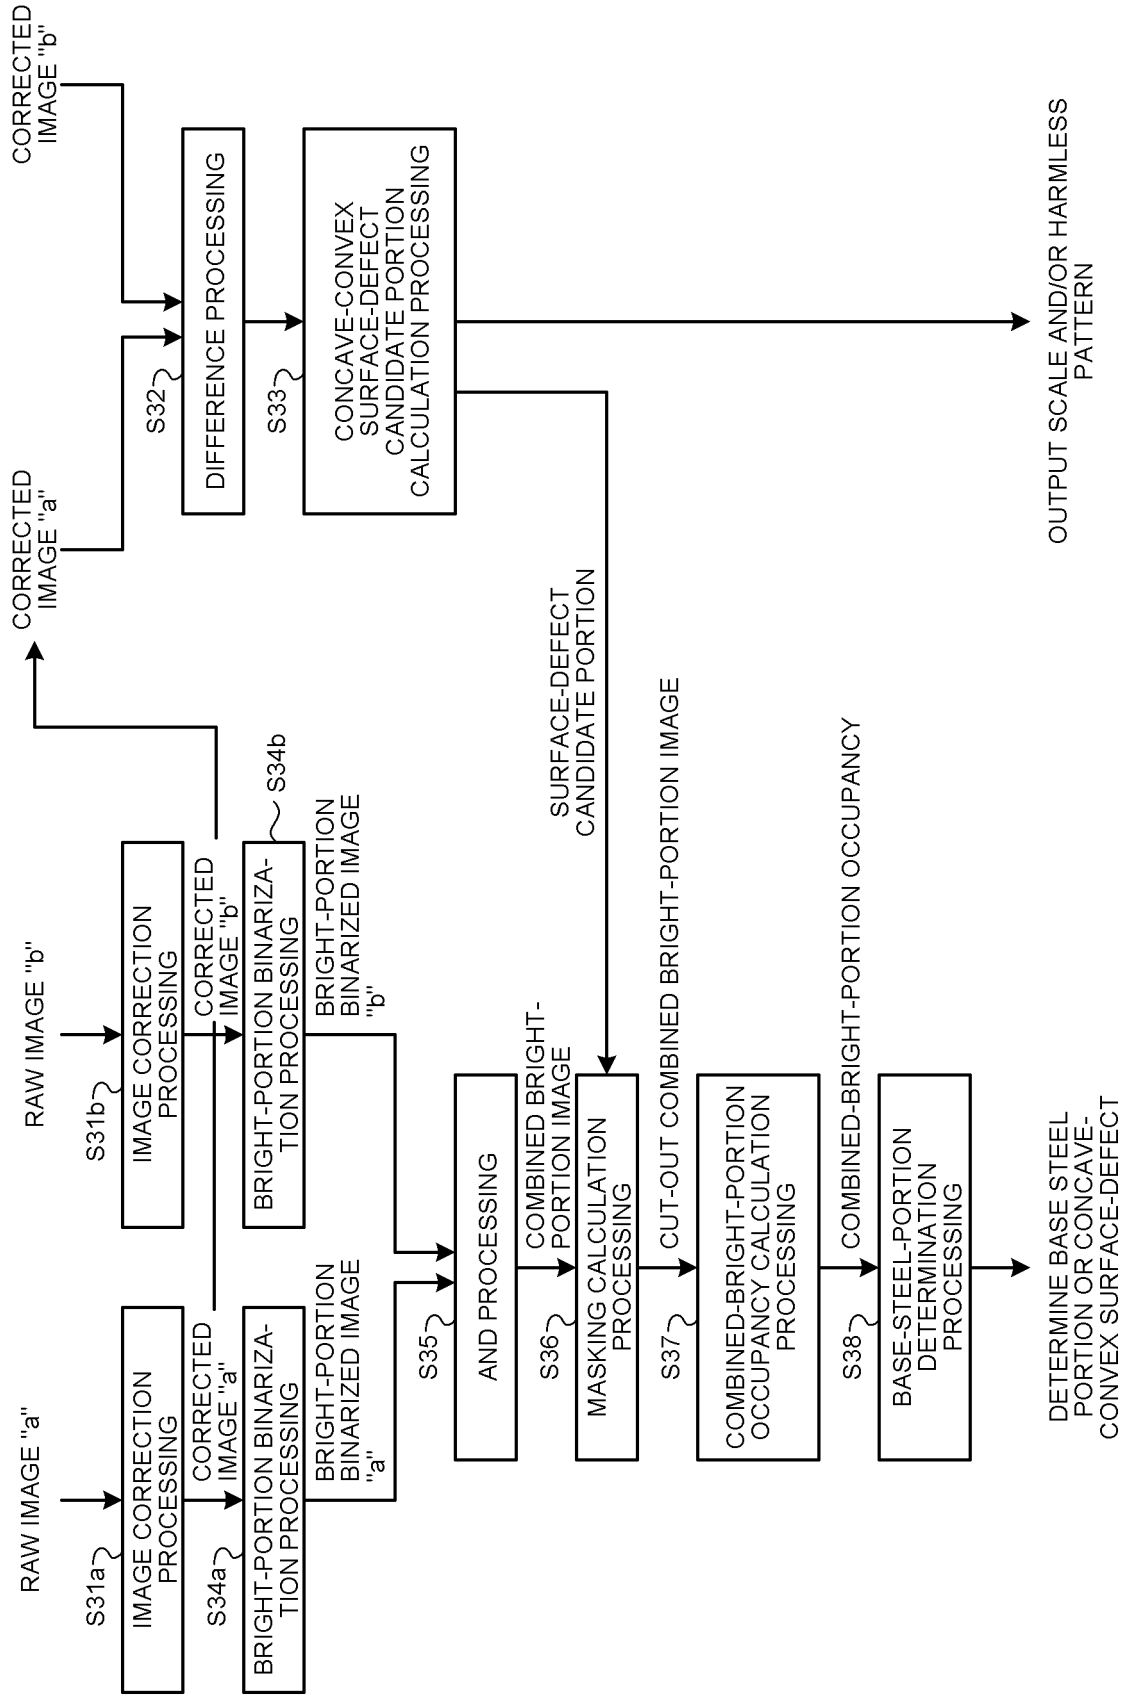 RAW IMAGE "a"
RAW IMAGE "b"
CORRECTED
IMAGE "a"
CORRECTED
IMAGE "b"
S31a
IMAGE CORRECTION
PROCESSING
S31b
IMAGE CORRECTION
PROCESSING
CORRECTED
IMAGE "a"
CORRECTED
IMAGE "b"
S32
DIFFERENCE PROCESSING
S34a
BRIGHT-PORTION BINARIZA-
TION PROCESSING
S34b
BRIGHT-PORTION BINARIZA-
TION PROCESSING
S33
CONCAVE-CONVEX
SURFACE-DEFECT
CANDIDATE PORTION
CALCULATION PROCESSING
BRIGHT-PORTION
BINARIZED IMAGE
"a"
BRIGHT-PORTION
BINARIZED IMAGE
"b"
S35
AND PROCESSING
COMBINED BRIGHT-
PORTION IMAGE
SURFACE-DEFECT
CANDIDATE PORTION
S36
MASKING CALCULATION
PROCESSING
CUT-OUT COMBINED BRIGHT-PORTION IMAGE
S37
COMBINED-BRIGHT-PORTION
OCCUPANCY CALCULATION
PROCESSING
COMBINED-BRIGHT-PORTION OCCUPANCY
S38
BASE-STEEL-PORTION
DETERMINATION
PROCESSING
DETERMINE BASE STEEL
PORTION OR CONCAVE-
CONVEX SURFACE-DEFECT
OUTPUT SCALE AND/OR HARMLESS
PATTERN